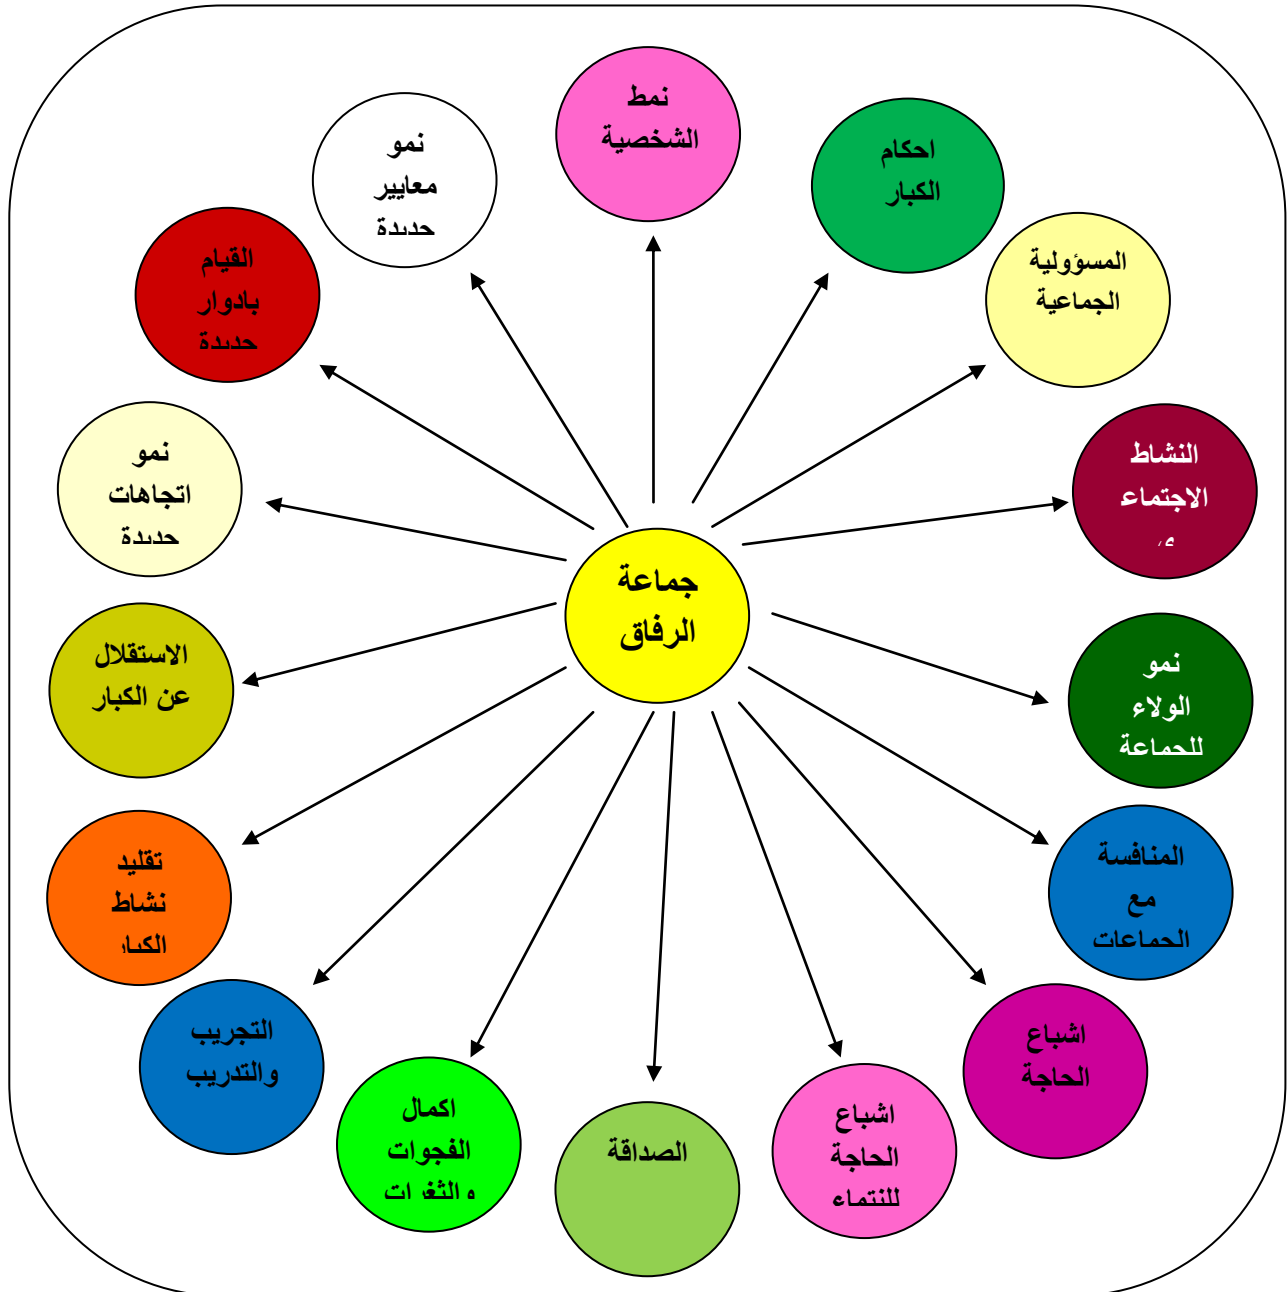 نمط
الشخصية
احكام
الكبار
نمو
معايير
جديدة
المسؤولية
الجماعية
القيام
بادوار
جديدة
النشاط
الاجتماع
ي
نمو
اتجاهات
جديدة
جماعة
الرفاق
نمو
الولاء
للجماعة
الاستقلال
عن الكبار
المنافسة
مع
الجماعات
تقليد
نشاط
الكبار
اشباع
الحاجة
التجريب
والتدريب
اشباع
الحاجة
للنتماء
الصداقة
اكمال
الفجوات
والثغرات